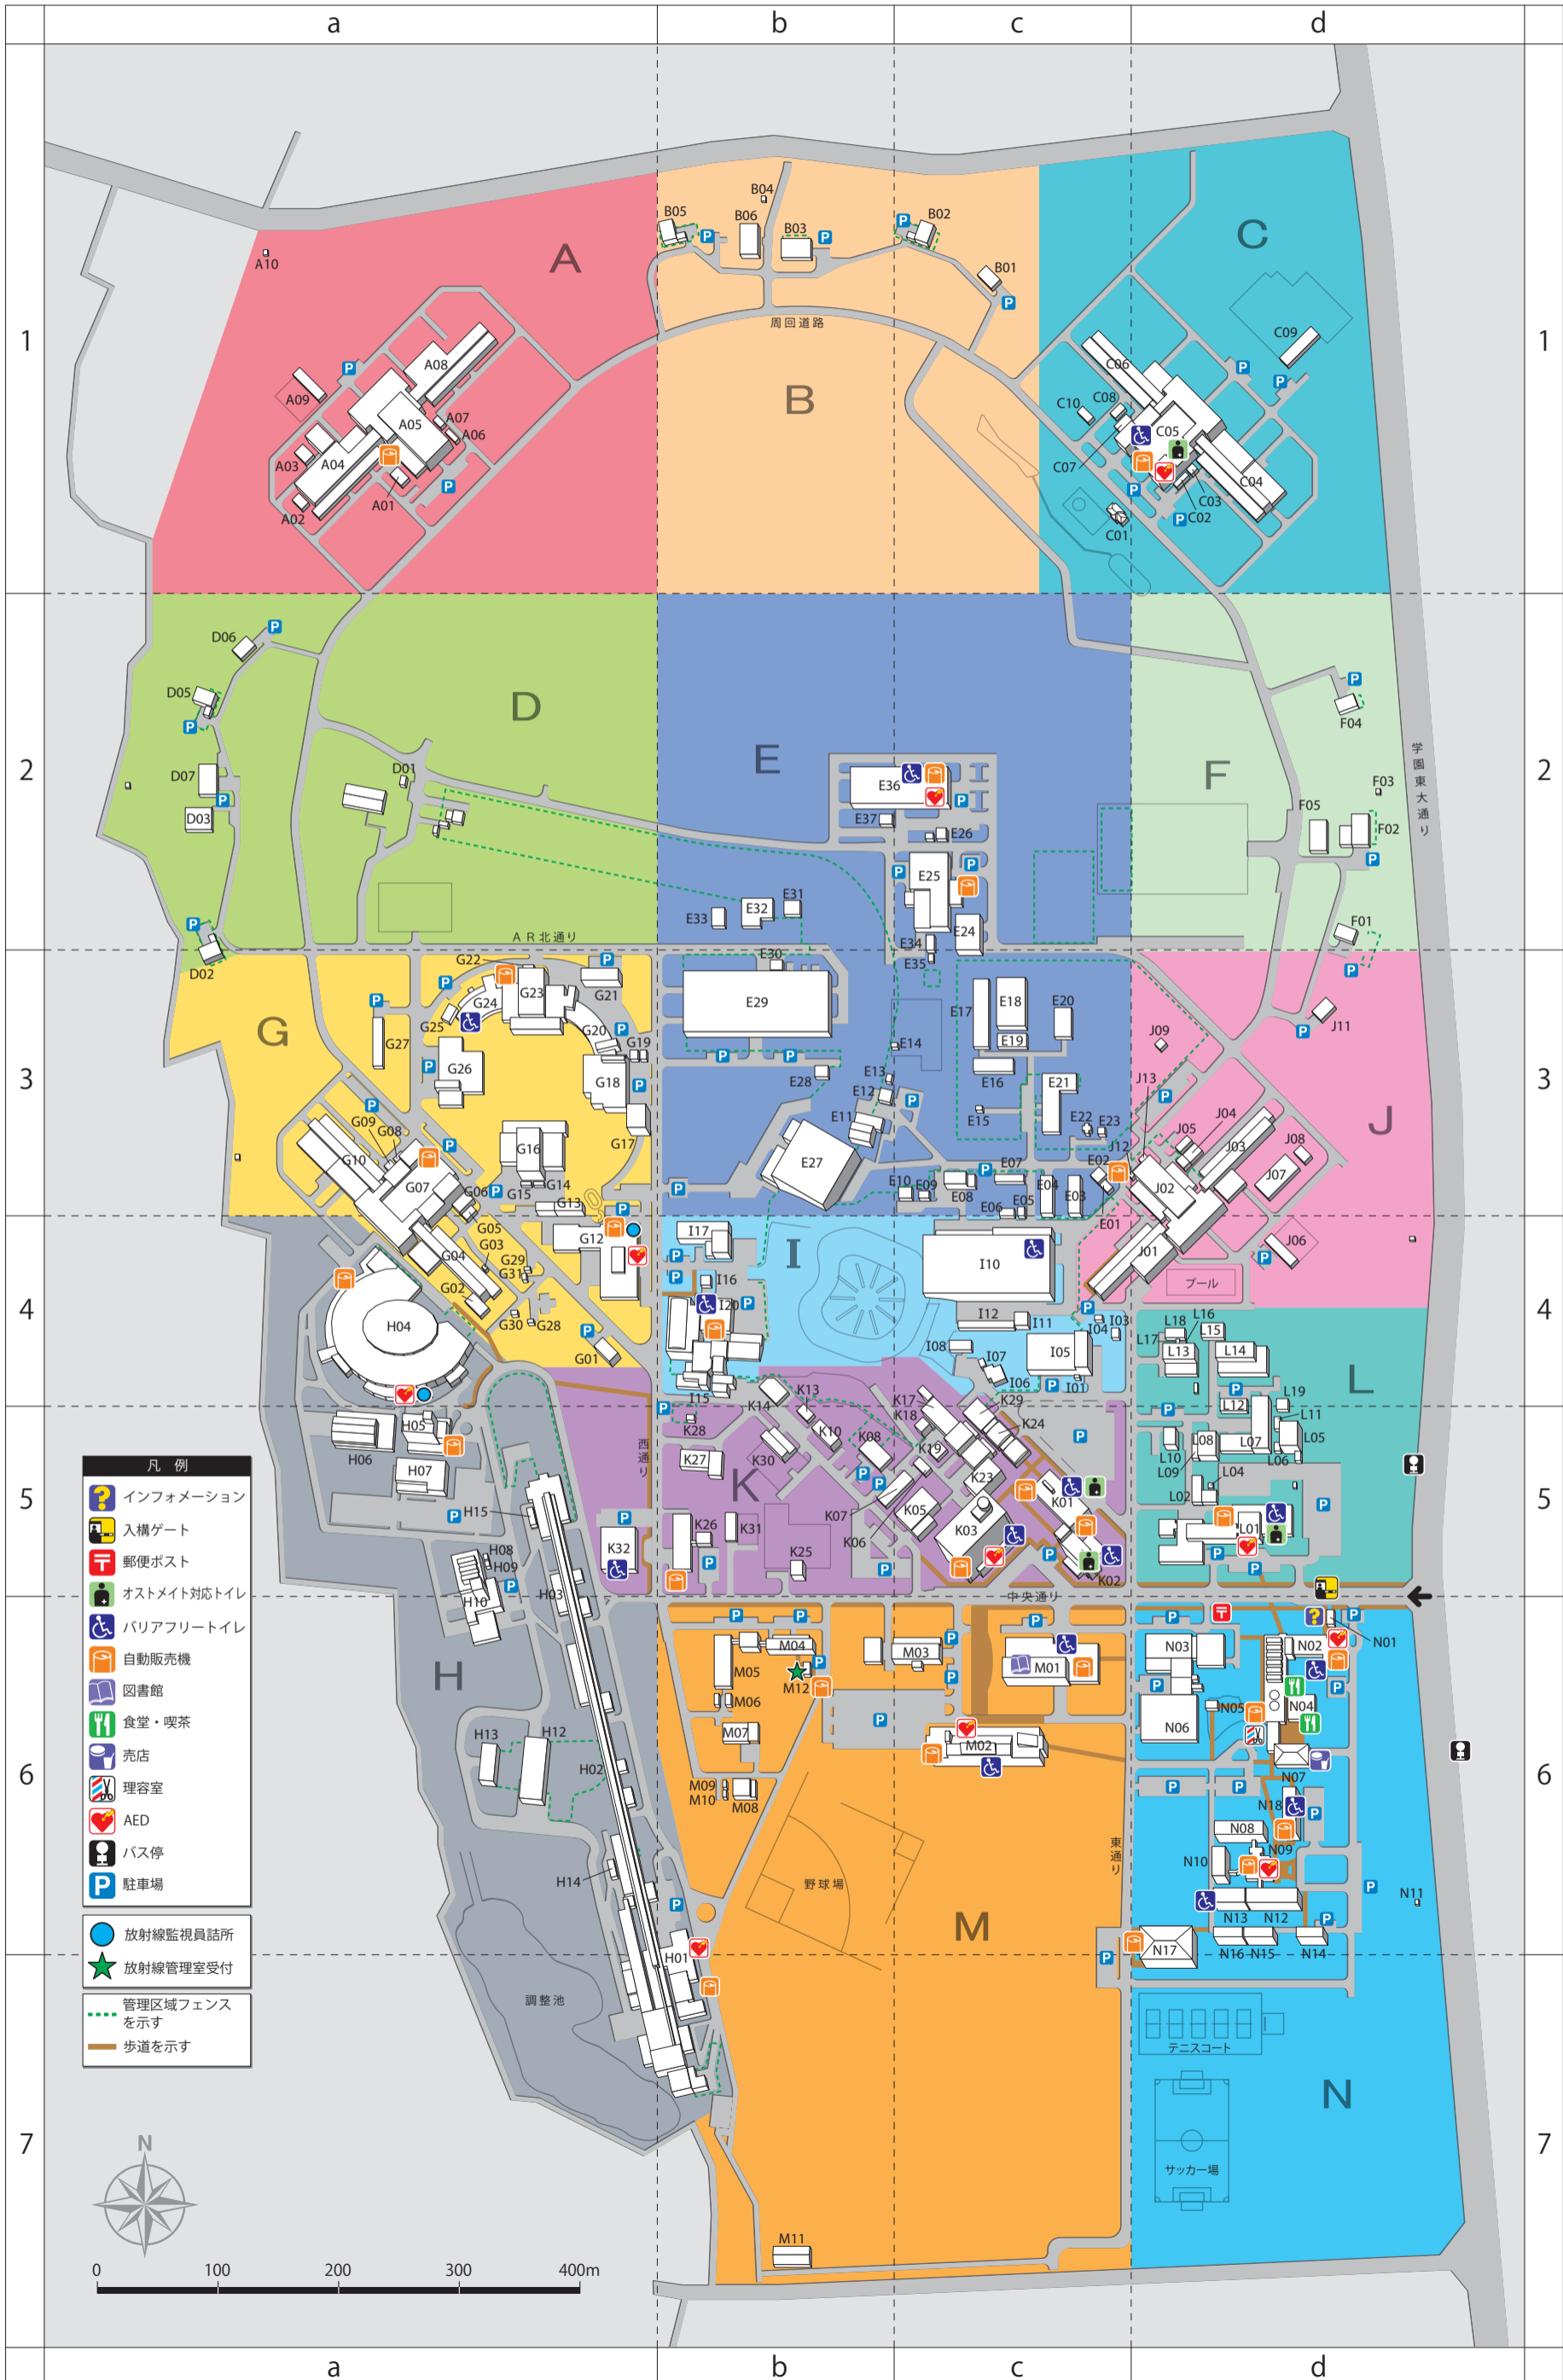 a
b
c
d
1
1
A
A10
A09
A08
A07
A06
A05
A04
A03
A02
A01
P
P
B05
P
B04
B06
B03
P
P
B02
B01
P
周回道路
B
C
C09
C06
C10
C08
C05
C07
C04
C03
C02
C01
P
P
P
P
2
2
D06
P
D05
P
D
D07
P
D03
D01
P
D02
AR北通り
E
E36
P
E37
E26
P
P
E25
E24
E31
E32
E33
E34
E35
F
P
F04
F03
F05
F02
P
F01
P
学園東大通り
3
3
G
G22
P
P
P
G23
G24
G21
G25
G27
G20
P
G19
G26
P
G18
P
G17
P
G09
G08
P
G10
G16
G07
G15
G14
G06
P
G13
P
G05
E30
E29
P
P
E28
E14
E13
E12
P
E11
E27
P
E17
E18
E20
E19
E16
E21
E15
E22
E23
E10
E09
E08
P
E07
E04
E03
E02
E06
E05
E01
J09
J11
P
J13
P
J
J05
J04
J03
J08
J12
J07
J02
4
4
G12
G03
G04
G29
G31
G02
G30
G28
P
G01
H04
I17
P
P
I16
I20
P
I15
I
I10
I12
I11
P
I04
I03
I08
I07
I05
I06
P
I01
J01
J06
P
プール
L18
L16
L15
L17
L13
L14
L
P
5
5
H05
H06
H07
P
H15
H08
H09
P
H10
H03
西通り
P
K32
P
K28
K14
K13
K10
K27
K30
K
K08
P
P
K07
K26
P
K31
K25
K06
P
K17
K18
K29
K24
K19
P
K23
K01
K05
K03
P
K02
中央通り
L12
L19
P
L11
L10
L08
L07
L05
L09
L06
L04
L02
L01
P
P
P
6
6
H
H13
H12
H02
H14
P
P
P
M04
M05
P
M12
M06
M07
P
M09
M10
M08
M03
P
P
P
M01
M02
野球場
M
東通り
P
P
N01
N03
N02
P
N05
N04
P
N06
N07
P
P
N18
P
N08
N09
N10
P
N11
N13
N12
P
N17
N16
N15
N14
7
7
H01
調整池
M11
P
テニスコート
サッカー場
N
凡例
インフォメーション
入構ゲート
郵便ポスト
オストメイト対応トイレ
バリアフリートイレ
自動販売機
図書館
食堂・喫茶
売店
理容室
AED
バス停
P 駐車場
放射線監視員詰所
放射線管理室受付
管理区域フェンス
を示す
歩道を示す
N
0
100
200
300
400m
a
b
c
d